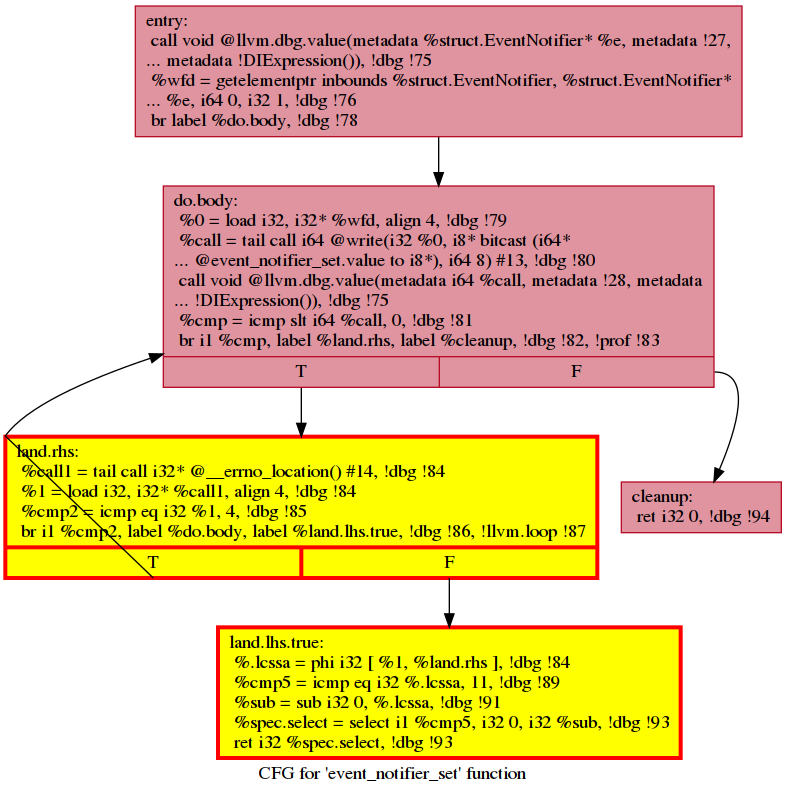 entry:
call void @llvm.dbg.value(metadata %struct.EventNotifier* %e, metadata !27,
... metadata !DIExpression()), !dbg !75
%wfd = getelementptr inbounds %struct.EventNotifier, %struct.EventNotifier*
... %e, i64 0, i32 1, !dbg !76
br label %do.body, !dbg !78
do.body:
%0 = load i32, i32* %wfd, align 4, !dbg !79
%call = tail call i64 @write(i32 %0, i8* bitcast (i64*
... @event_notifier_set.value to i8*), i64 8) #13, !dbg !80
call void @llvm.dbg.value(metadata i64 %call, metadata !28, metadata
... !DIExpression()), !dbg !75
%cmp = icmp slt i64 %call, 0, !dbg !81
br i1 %cmp, label %land.rhs, label %cleanup, !dbg !82, !prof !83
T F
land.rhs:
%call1 = tail call i32* @__errno_location() #14, !dbg !84
%1 = load i32, i32* %call1, align 4, !dbg !84
%cmp2 = icmp eq i32 %1, 4, !dbg !85
br i1 %cmp2, label %do.body, label %land.lhs.true, !dbg !86, !llvm.loop !87
T F
cleanup:
ret i32 0, !dbg !94
land.lhs.true:
%.lcssa = phi i32 [ %1, %land.rhs ], !dbg !84
%cmp5 = icmp eq i32 %.lcssa, 11, !dbg !89
%sub = sub i32 0, %.lcssa, !dbg !91
%spec.select = select i1 %cmp5, i32 0, i32 %sub, !dbg !93
ret i32 %spec.select, !dbg !93
CFG for 'event_notifier_set' function